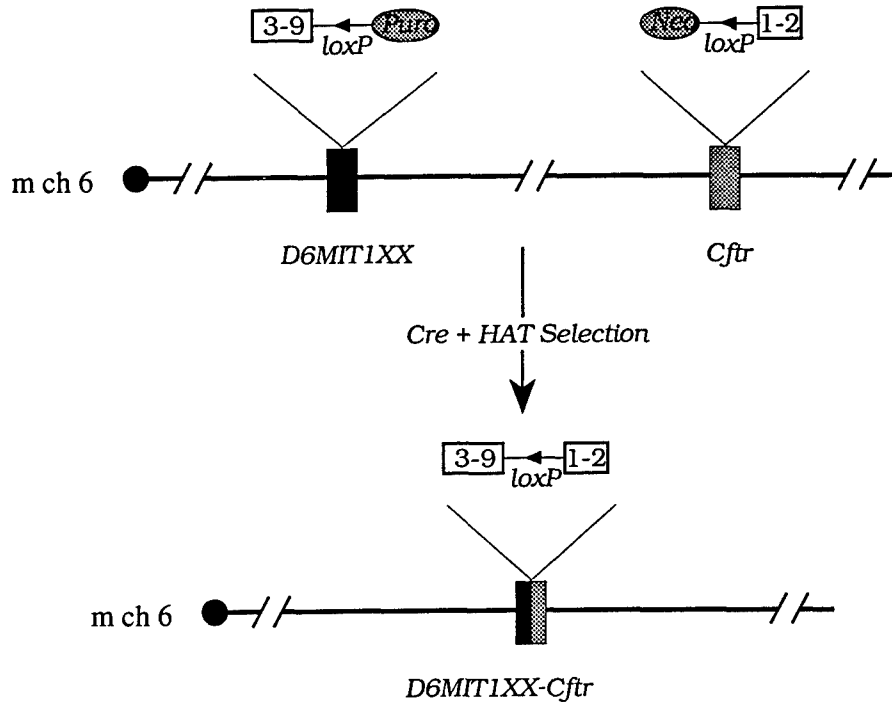 3-9 loxP Puro
Neo loxP 1-2
m ch 6
D6MIT1XX
Cftr
Cre + HAT Selection
3-9 loxP 1-2
m ch 6
D6MIT1XX-Cftr